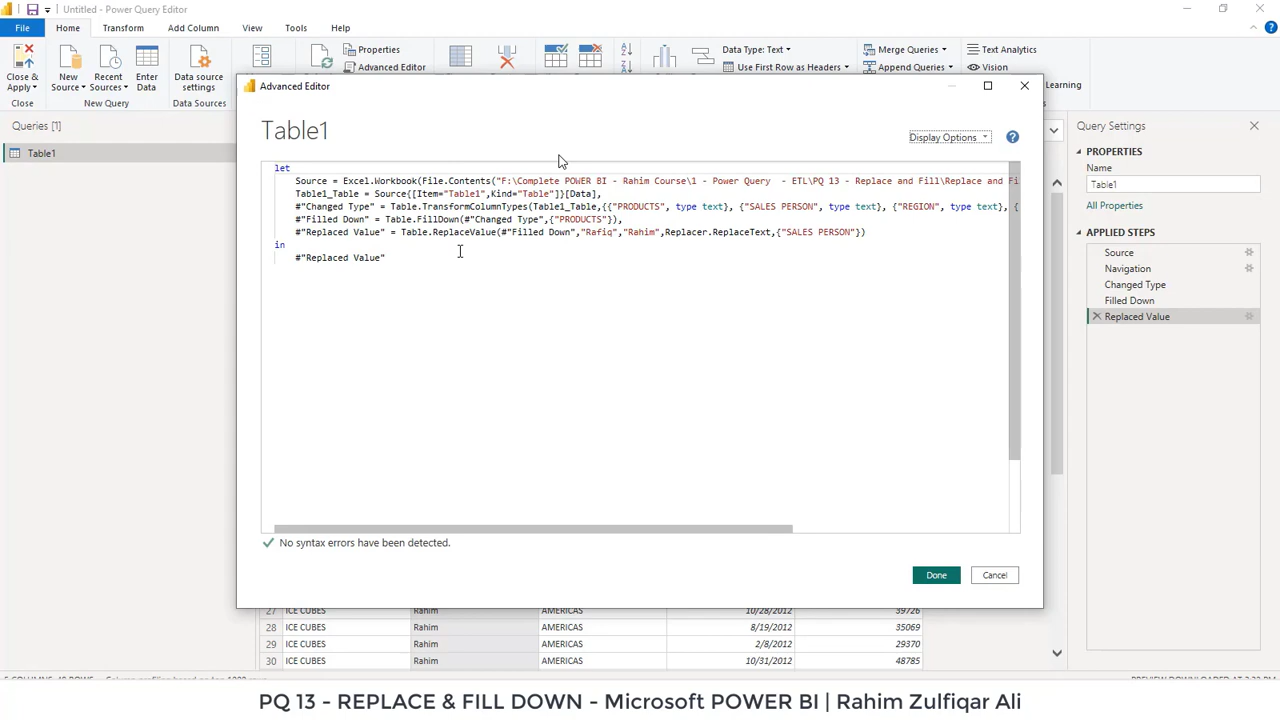 Untitled - Power Query Editor
File Home Transform Add Column View Tools Help
Close & Apply
New Source
Recent Sources
Enter Data
Data source settings
Properties
Advanced Editor
Data Type: Text
Use First Row as Headers
Merge Queries
Append Queries
Text Analytics
Vision
Learning
Close
New Query
Data Sources
Queries [1]
Table1
Advanced Editor
Table1
Display Options
let
Source = Excel.Workbook(File.Contents("F:\Complete POWER BI - Rahim Course\1 - Power Query  - ETL\PQ 13 - Replace and Fill\Replace and Fi
Table1_Table = Source{[Item="Table1",Kind="Table"]}[Data],
#"Changed Type" = Table.TransformColumnTypes(Table1_Table,{{"PRODUCTS", type text}, {"SALES PERSON", type text}, {"REGION", type text}, {
#"Filled Down" = Table.FillDown(#"Changed Type",{"PRODUCTS"}),
#"Replaced Value" = Table.ReplaceValue(#"Filled Down","Rafiq","Rahim",Replacer.ReplaceText,{"SALES PERSON"})
in
#"Replaced Value"
No syntax errors have been detected.
Done
Cancel
Query Settings
PROPERTIES
Name
Table1
All Properties
APPLIED STEPS
Source
Navigation
Changed Type
Filled Down
Replaced Value
27 ICE CUBES Rahim AMERICAS 10/28/2012 39726
28 ICE CUBES Rahim AMERICAS 8/19/2012 35069
29 ICE CUBES Rahim AMERICAS 2/8/2012 29370
30 ICE CUBES Rahim AMERICAS 10/31/2012 48785
PQ 13 - REPLACE & FILL DOWN - Microsoft POWER BI | Rahim Zulfiqar Ali